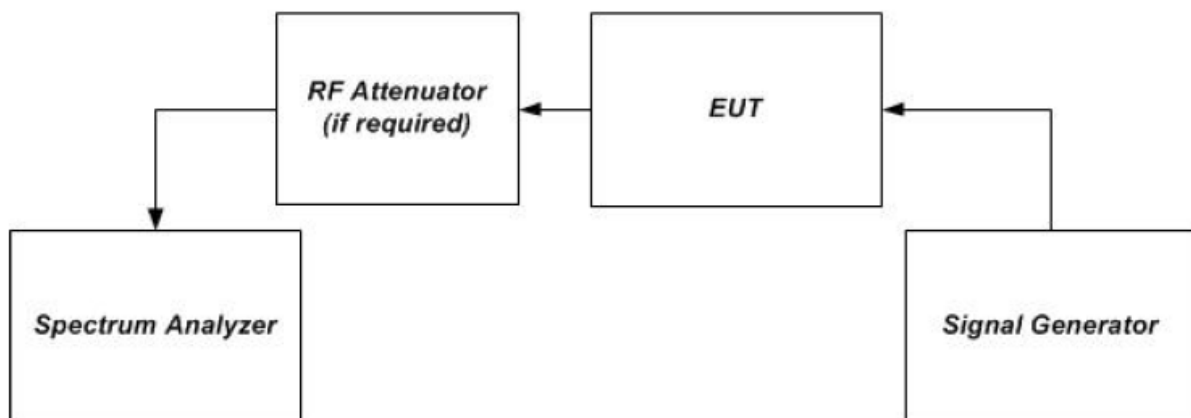 RF Attenuator
(if required)
EUT
Spectrum Analyzer
Signal Generator